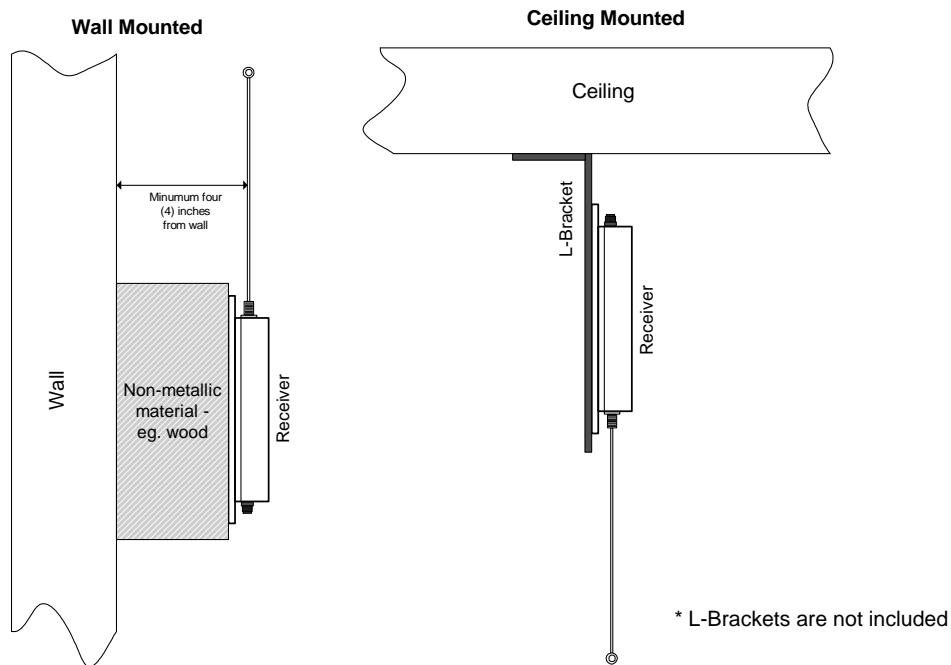 Wall Mounted
Ceiling Mounted
Ceiling
Minumum four
(4) inches
from wall
L-Bracket
Receiver
Wall
Non-metallic
material -
eg. wood
Receiver
* L-Brackets are not included